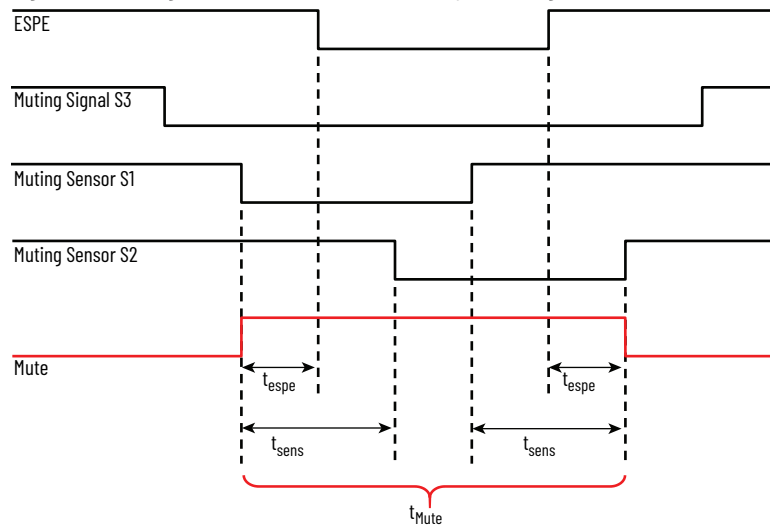 ESPE
Muting Signal S3
Muting Sensor S1
Muting Sensor S2
Mute
tespe
tespe
tsens
tsens
tMute